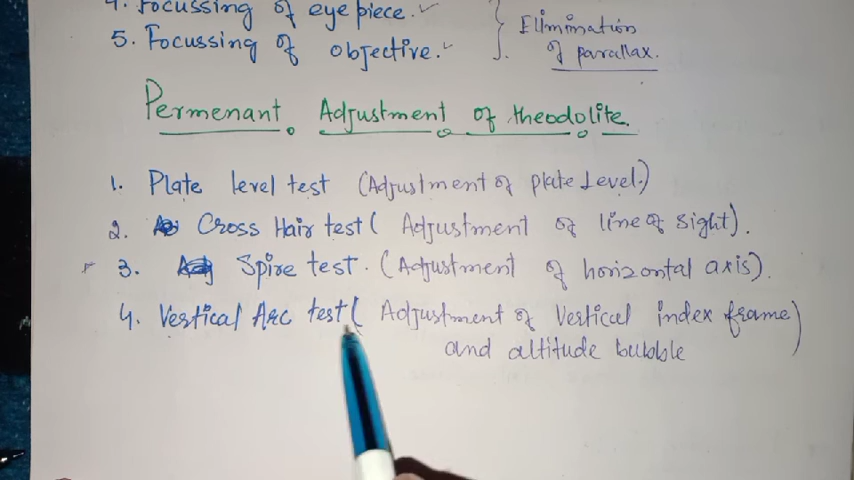 4. Focussing of eyepiece.
5. Focussing of objective.
Elimination
of parallax.
Permenant Adjustment of theodolite.
1. Plate level test (Adjustment of plate Level.)
2. Cross Hair test ( Adjustment of line of sight).
3. Spire test. (Adjustment of horizontal axis).
4. Vertical Arc test ( Adjustment of Vertical index frame
and altitude bubble )